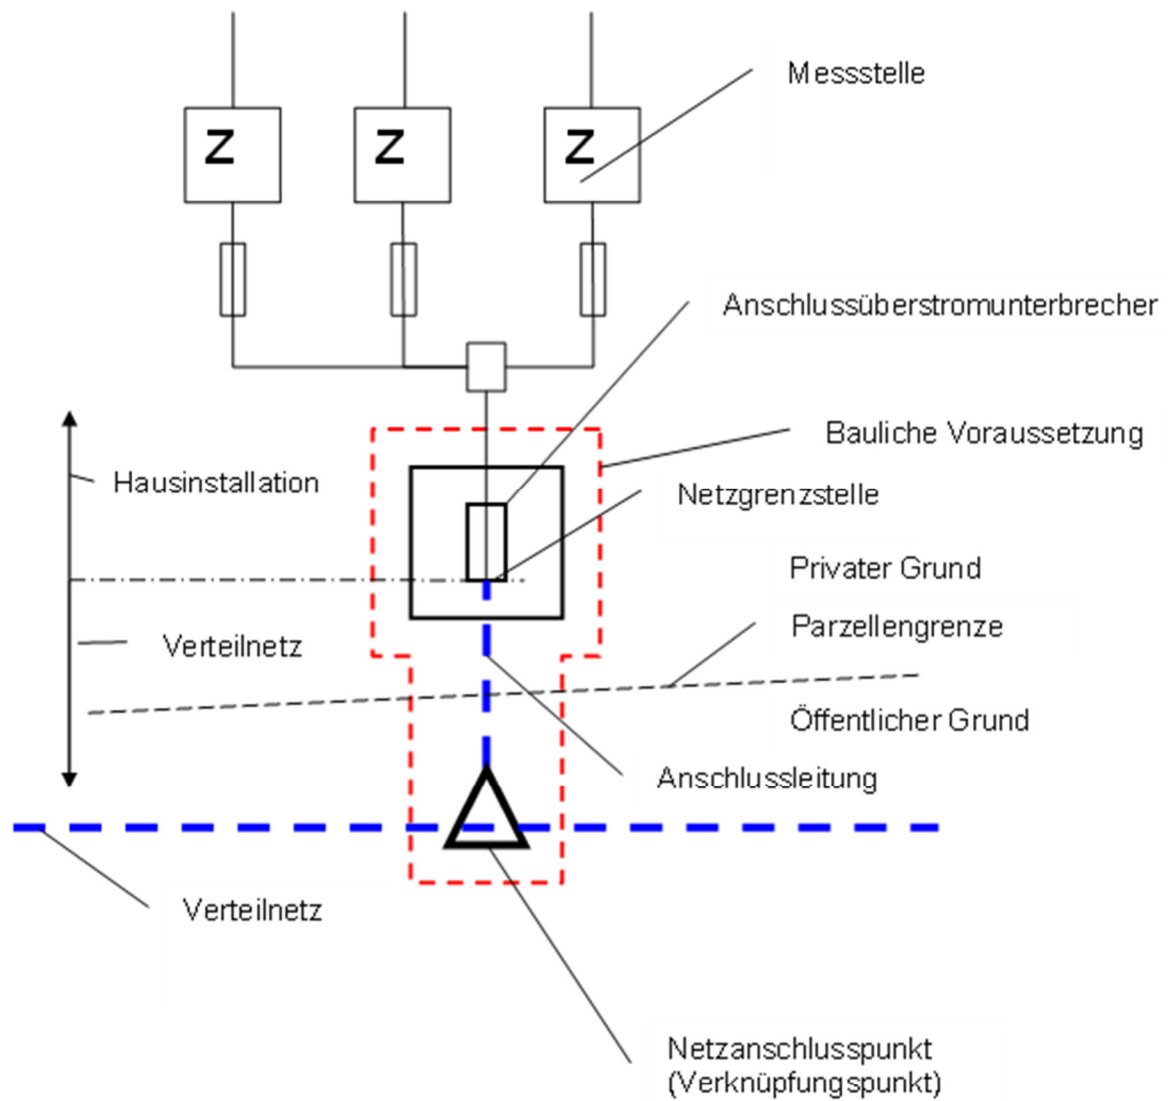 Z
Z
Z
Messstelle
Anschlussüberstromunterbrecher
Bauliche Voraussetzung
Hausinstallation
Netzgrenzstelle
Privater Grund
Parzellengrenze
Verteilnetz
Öffentlicher Grund
Anschlussleitung
Verteilnetz
Netzanschlusspunkt
(Verknüpfungspunkt)